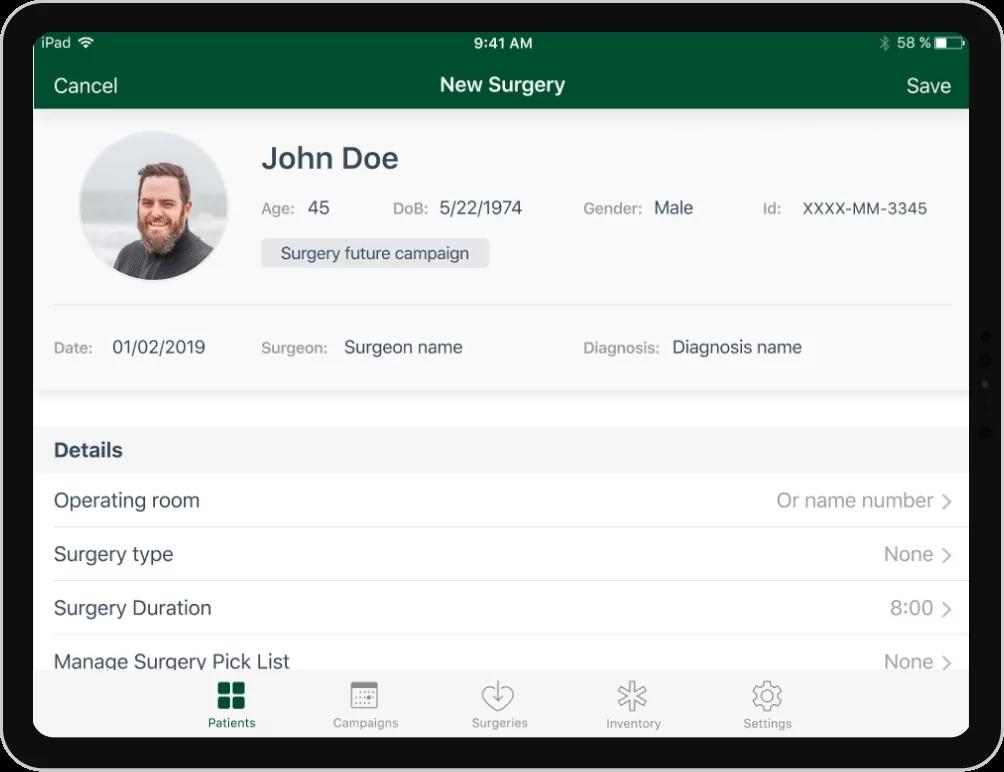 iPad 9:41 AM 58 %
Cancel New Surgery Save
John Doe
Age: 45 DoB: 5/22/1974 Gender: Male Id: XXXX-MM-3345
Surgery future campaign
Date: 01/02/2019 Surgeon: Surgeon name Diagnosis: Diagnosis name
Details
Operating room Or name number
Surgery type None
Surgery Duration 8:00
Manage Surgery Pick List None
Patients Campaigns Surgeries Inventory Settings